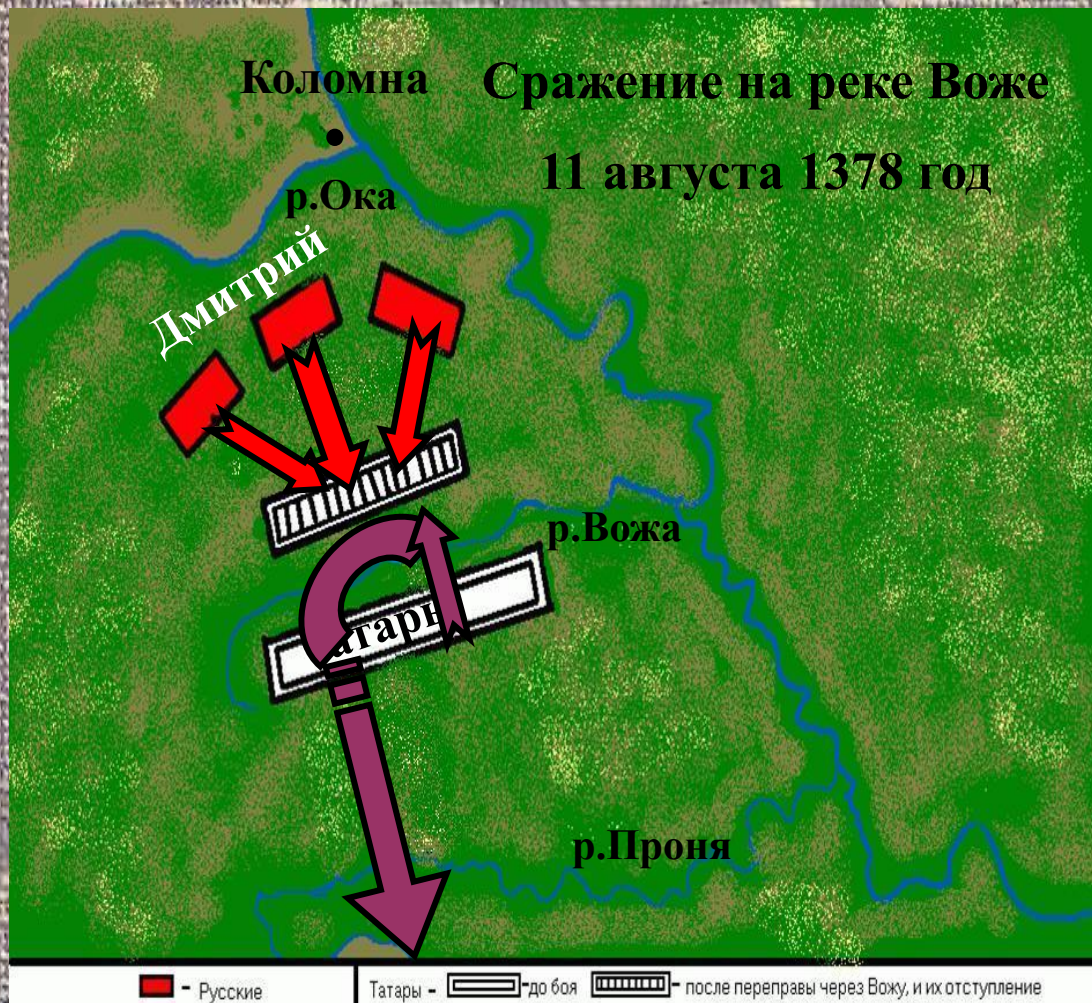 Коломна
Сражение на реке Воже
11 августа 1378 год
р.Ока
Дмитрий
р.Вожа
р.Проня
- Русские
Татары - -до боя - после переправы через Вожу, и их отступление